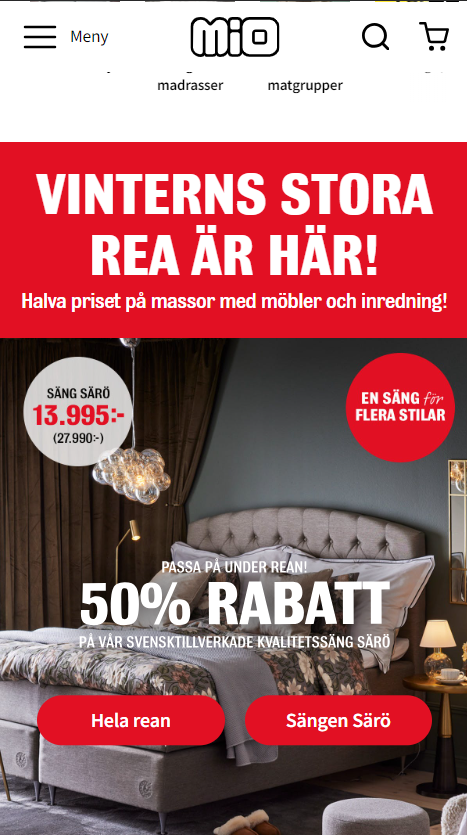 Meny
mio
madrasser
matgrupper
VINTERNS STORA
REA ÄR HÄR!
Halva priset på massor med möbler och inredning!
SÄNG SÄRÖ
13.995:-
(27.990:-)
EN SÄNG för
FLERA STILAR
PASSA PÅ UNDER REAN!
50% RABATT
PÅ VÅR SVENSKTILLVERKADE KVALITETSSÄNG SÄRÖ
Hela rean
Sängen Särö